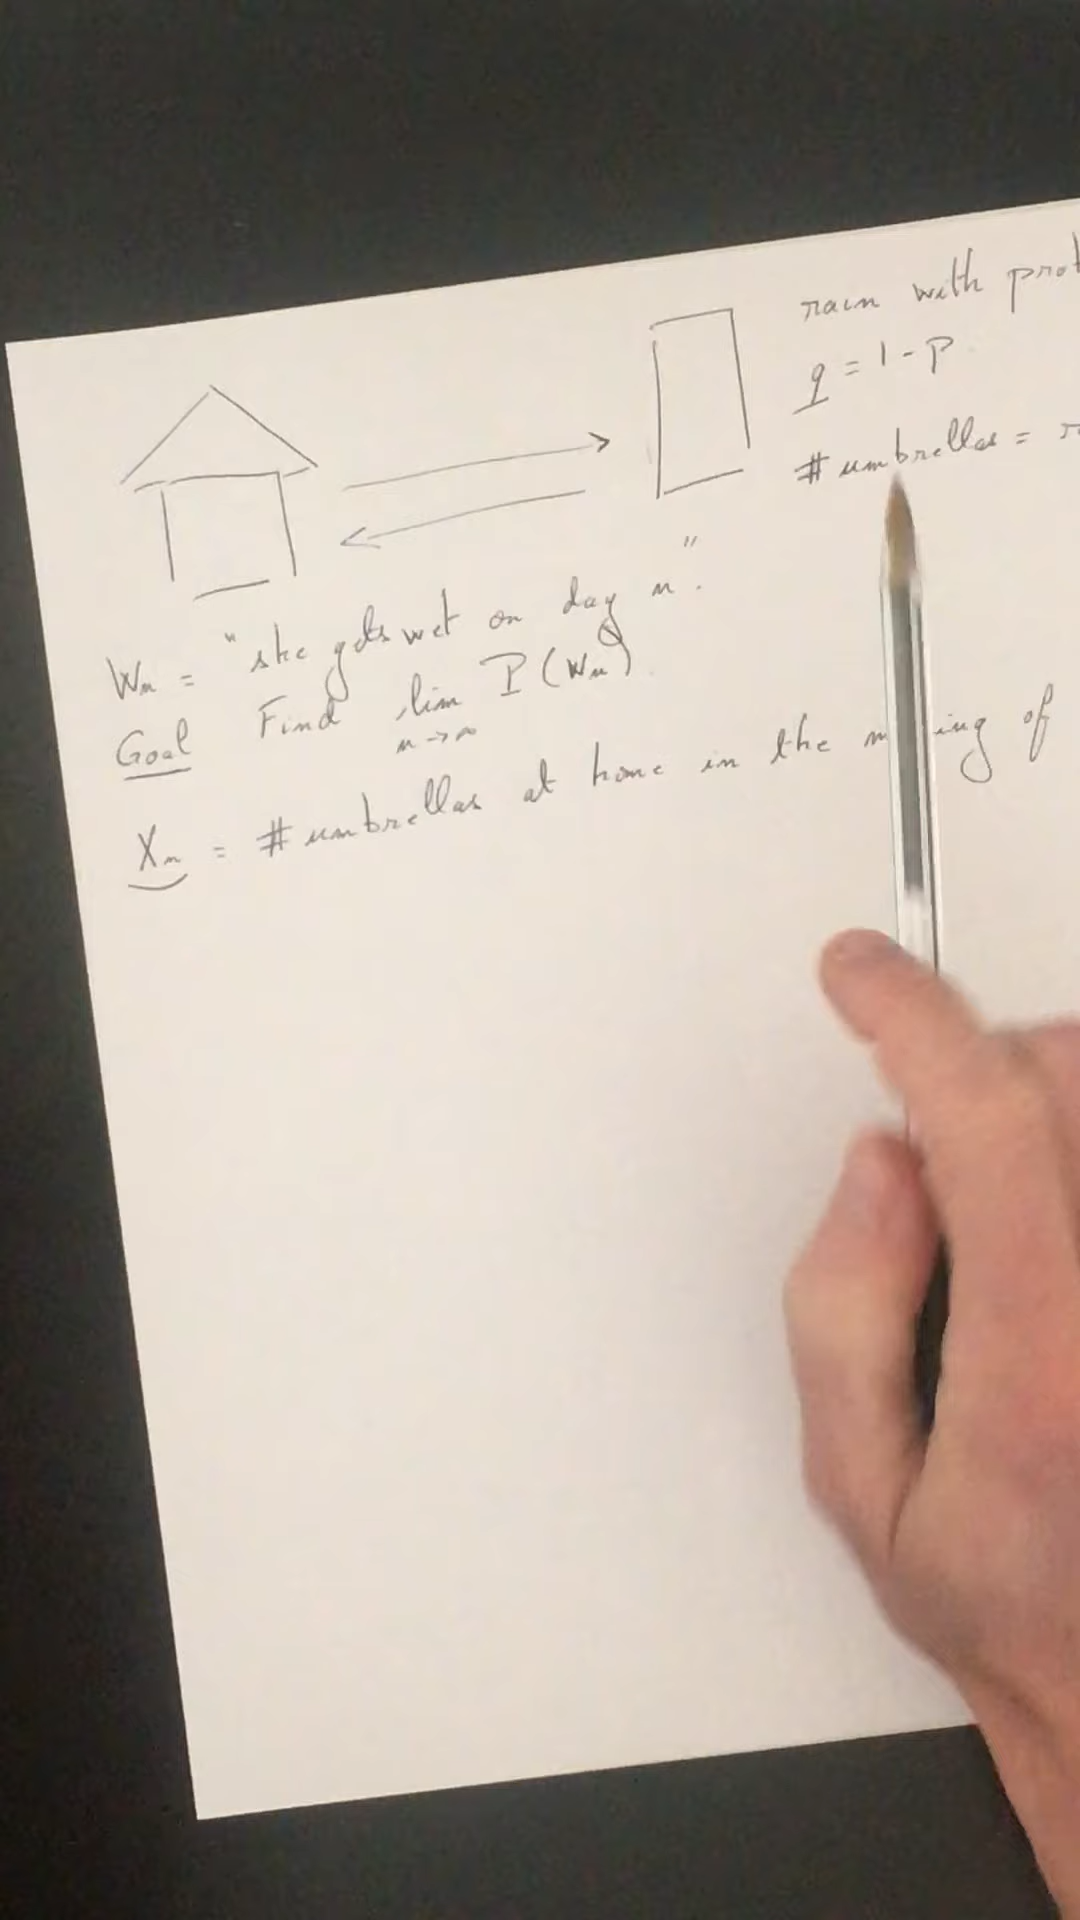 rain with prob
q = 1 - p.
# umbrellas = r
Wn = "she gets wet on day n".
Goal Find lim P(Wn).
n→∞
Xn = # umbrellas at home in the of